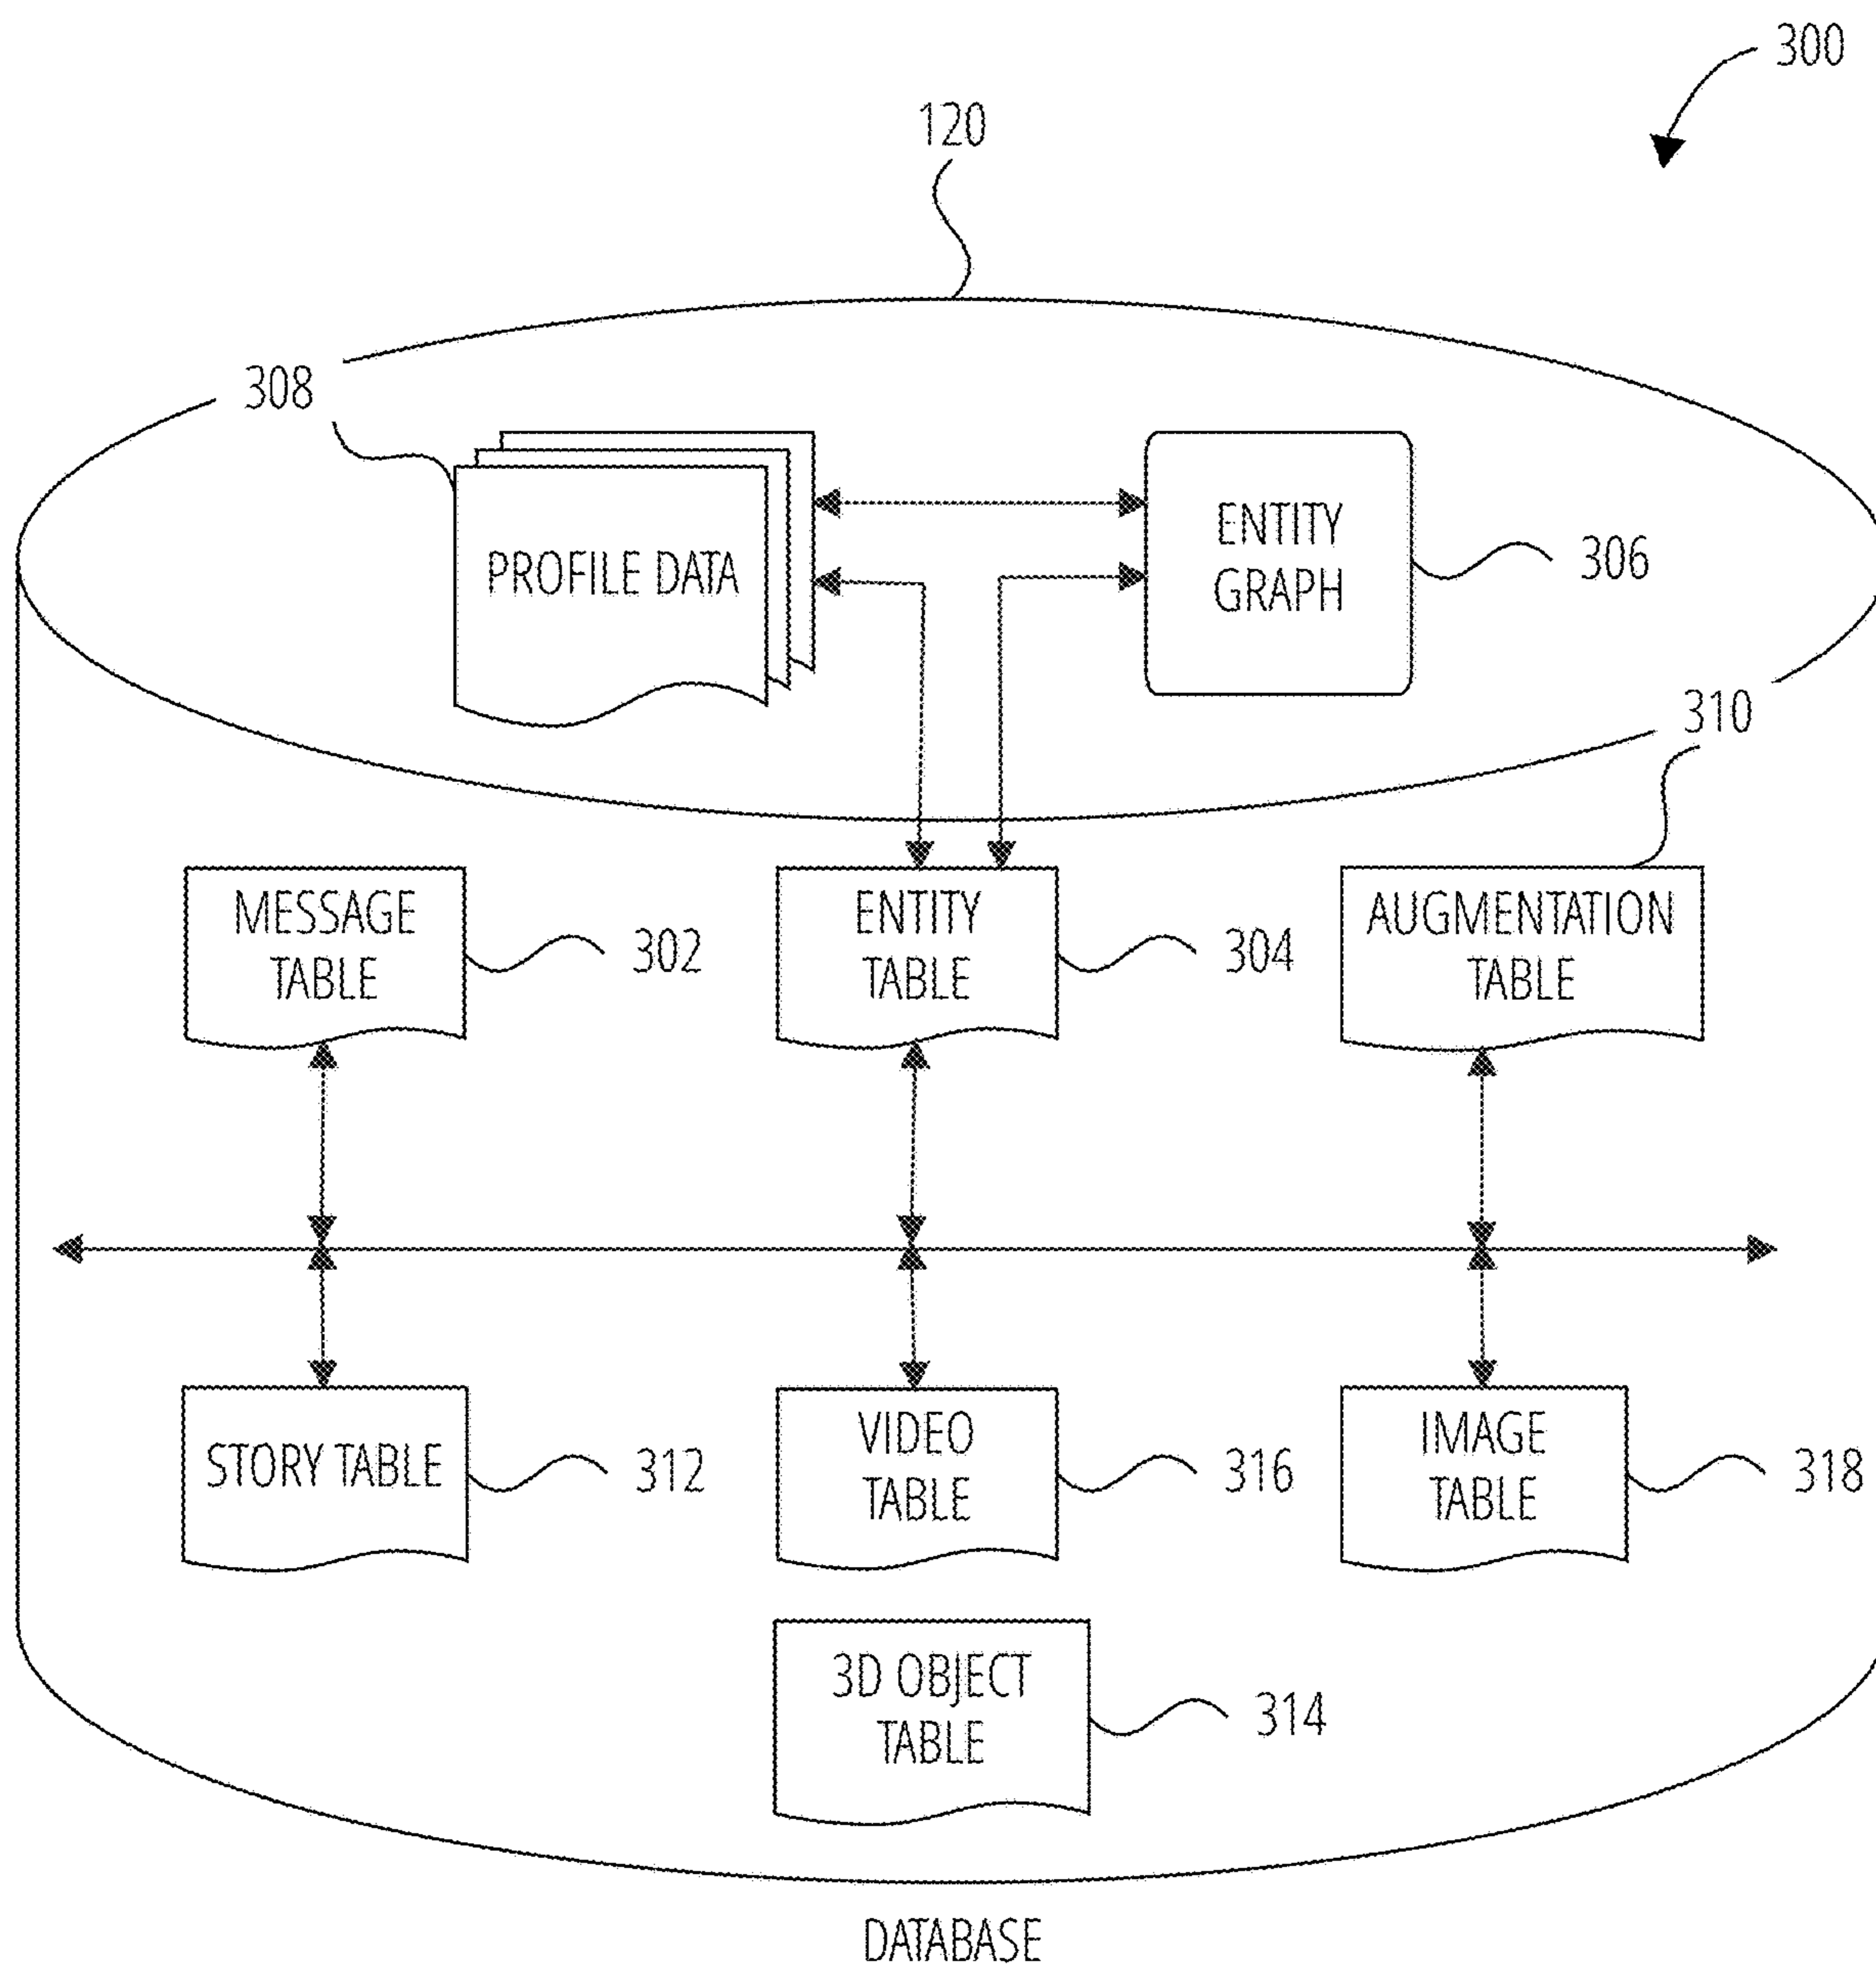 300
120
308
PROFILE DATA
ENTITY
GRAPH
306
310
MESSAGE
TABLE
302
ENTITY
TABLE
304
AUGMENTATION
TABLE
STORY TABLE
312
VIDEO
TABLE
316
IMAGE
TABLE
318
3D OBJECT
TABLE
314
DATABASE